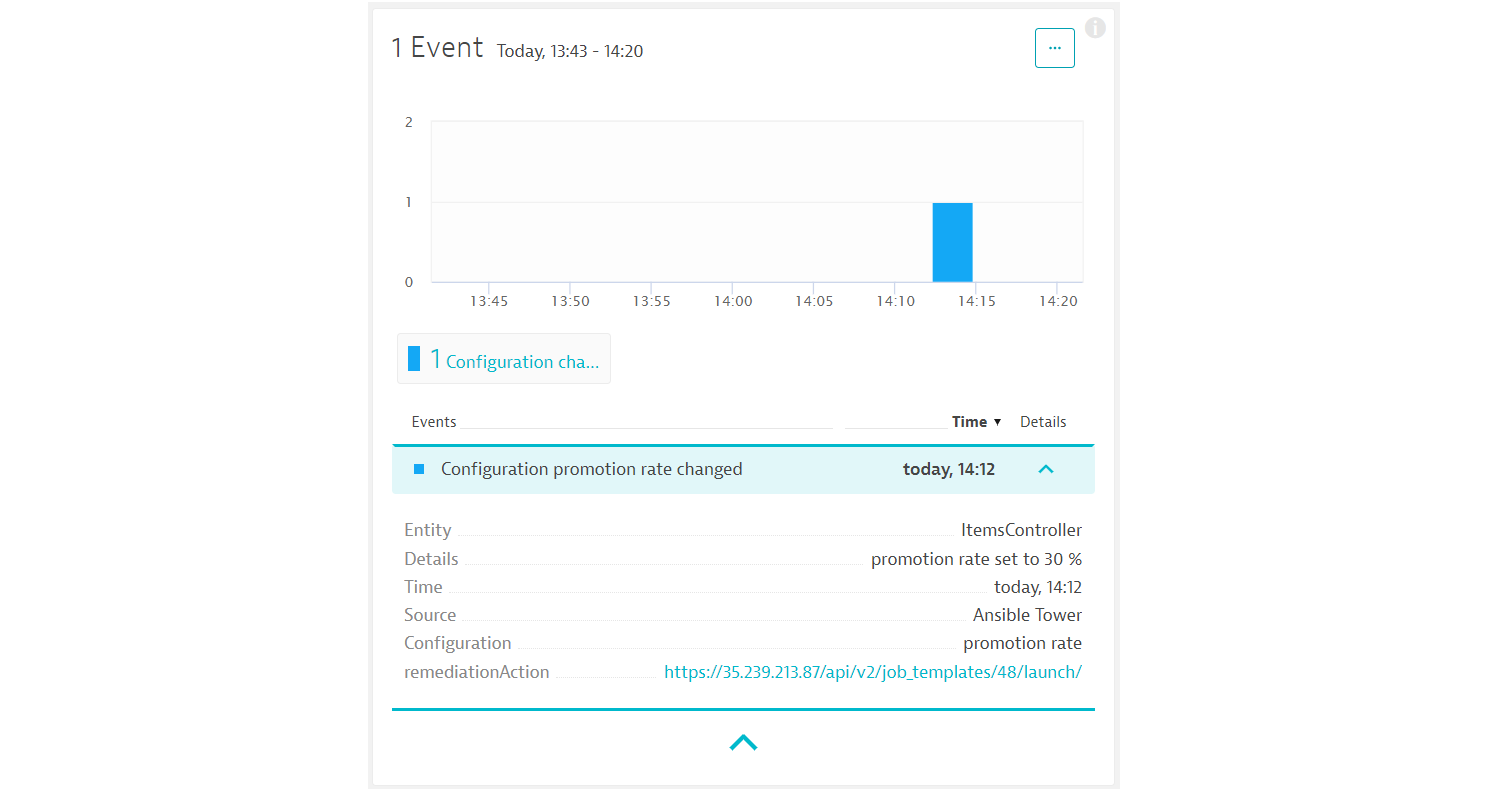 1 Event Today, 13:43 - 14:20
...
i
2
1
0
13:45 13:50 13:55 14:00 14:05 14:10 14:15 14:20
1 Configuration cha...
Events Time ▼ Details
Configuration promotion rate changed today, 14:12
Entity ItemsController
Details promotion rate set to 30 %
Time today, 14:12
Source Ansible Tower
Configuration promotion rate
remediationAction https://35.239.213.87/api/v2/job_templates/48/launch/